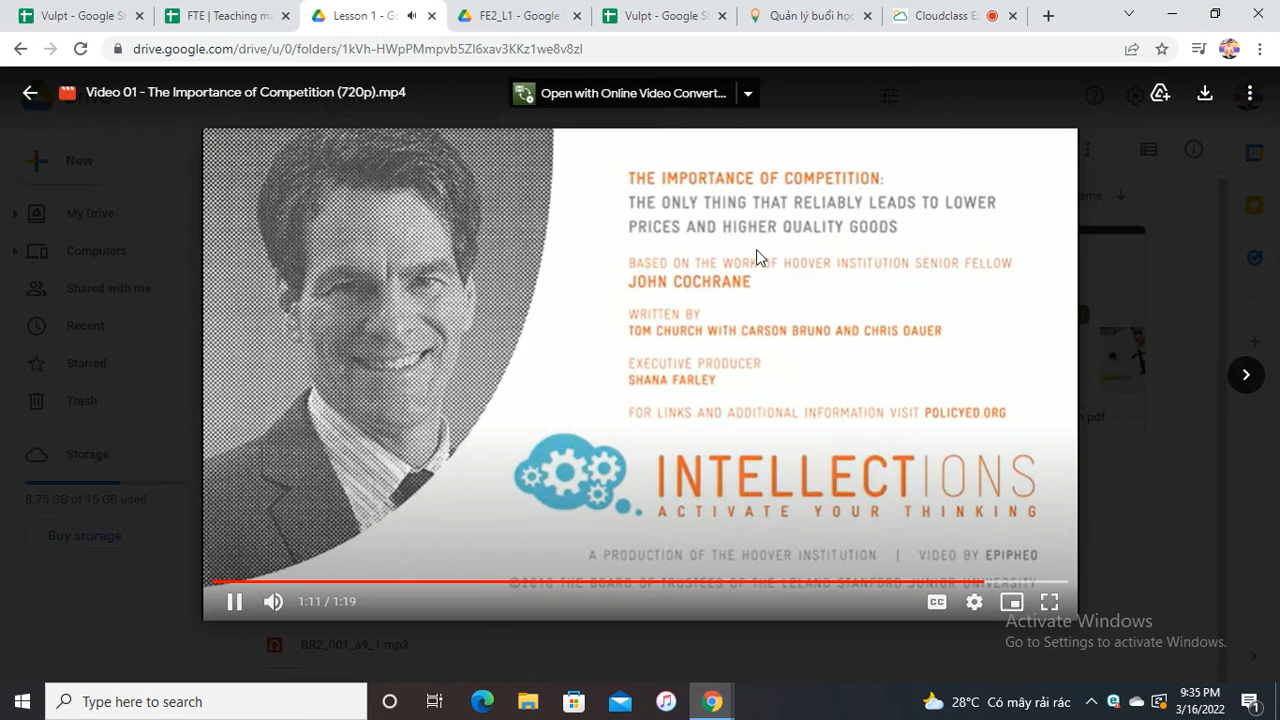 Vulpt - Google Sh
FTE | Teaching ma
Lesson 1 - Go
FE2_L1 - Google
Vulpt - Google Sh
Quản lý buổi học
Cloudclass E
drive.google.com/drive/u/0/folders/1kVh-HWpPMmpvb5Zl6xav3KKz1we8v8zl
Video 01 - The Importance of Competition (720p).mp4
Open with Online Video Convert...
New
My Drive
Computers
Shared with me
Recent
Starred
Trash
Storage
8.75 GB of 15 GB used
Buy storage
THE IMPORTANCE OF COMPETITION:
THE ONLY THING THAT RELIABLY LEADS TO LOWER
PRICES AND HIGHER QUALITY GOODS
BASED ON THE WORK OF HOOVER INSTITUTION SENIOR FELLOW
JOHN COCHRANE
WRITTEN BY
TOM CHURCH WITH CARSON BRUNO AND CHRIS DAUER
EXECUTIVE PRODUCER
SHANA FARLEY
FOR LINKS AND ADDITIONAL INFORMATION VISIT POLICYED.ORG
INTELLECTIONS
ACTIVATE YOUR THINKING
A PRODUCTION OF THE HOOVER INSTITUTION | VIDEO BY EPIPHEO
©2016 THE BOARD OF TRUSTEES OF THE LELAND STANFORD JUNIOR UNIVERSITY
1:11 / 1:19
CC
BR2_001_a9_1.mp3
Activate Windows
Go to Settings to activate Windows.
Type here to search
28°C Có mây rải rác
9:35 PM
3/16/2022
1